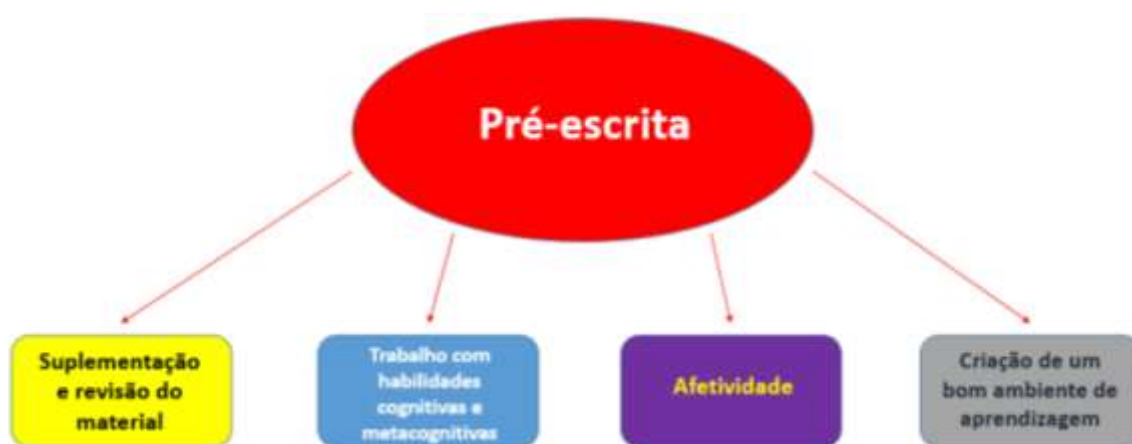 Pré-escrita
Suplementação
e revisão do
material
Trabalho com
habilidades
cognitivas e
metacognitivas
Afetividade
Criação de um
bom ambiente de
aprendizagem